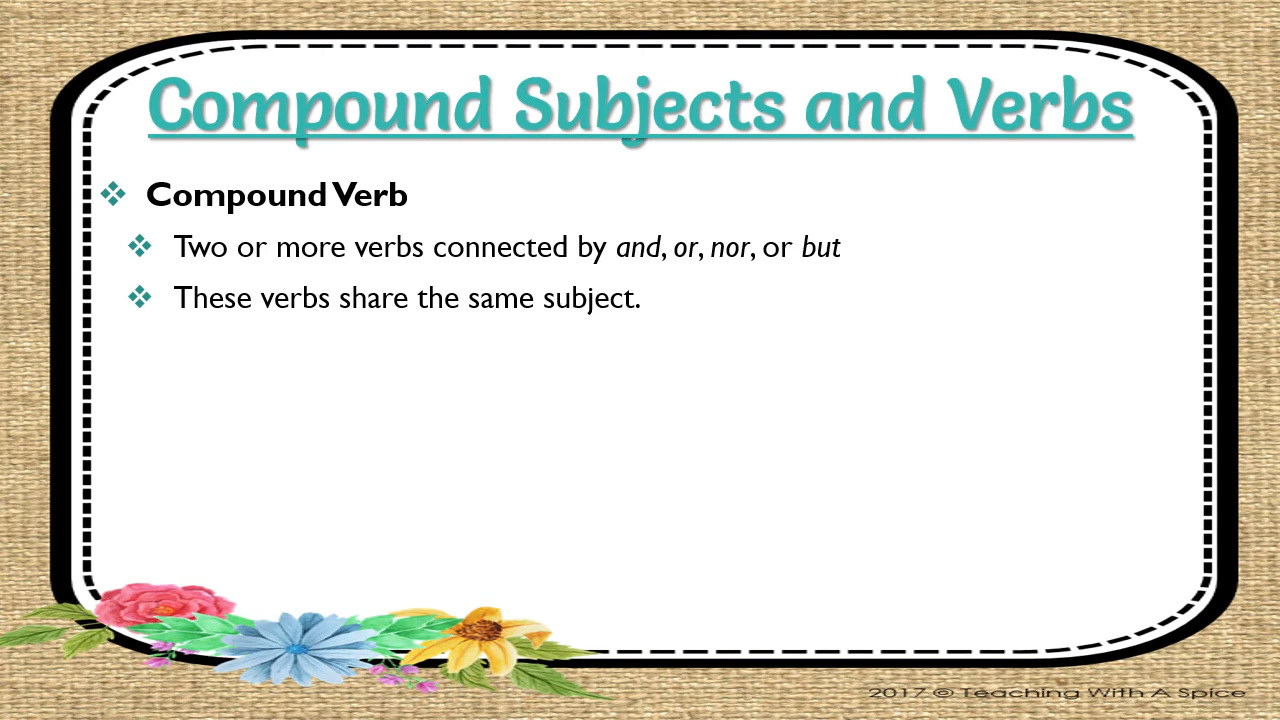 Compound Subjects and Verbs
Compound Verb
Two or more verbs connected by and, or, nor, or but
These verbs share the same subject.
2017 © Teaching With A Spice